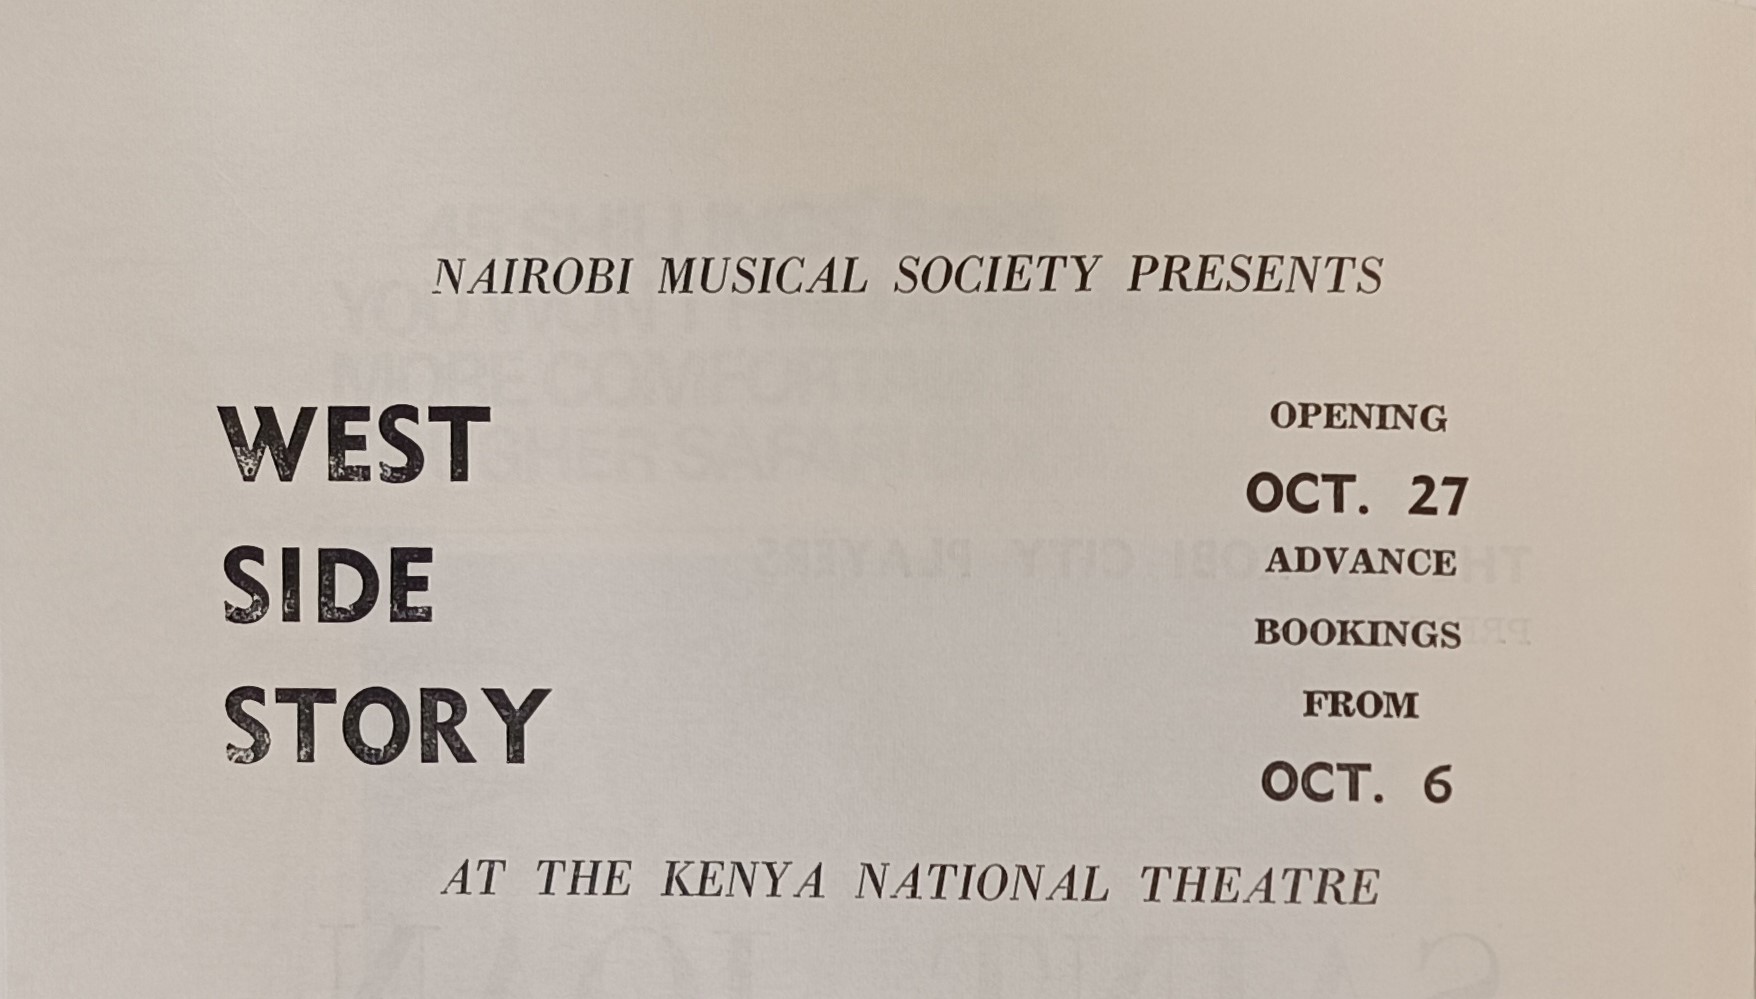 NAIROBI MUSICAL SOCIETY PRESENTS
WEST
SIDE
STORY
OPENING
OCT. 27
ADVANCE
BOOKINGS
FROM
OCT. 6
AT THE KENYA NATIONAL THEATRE